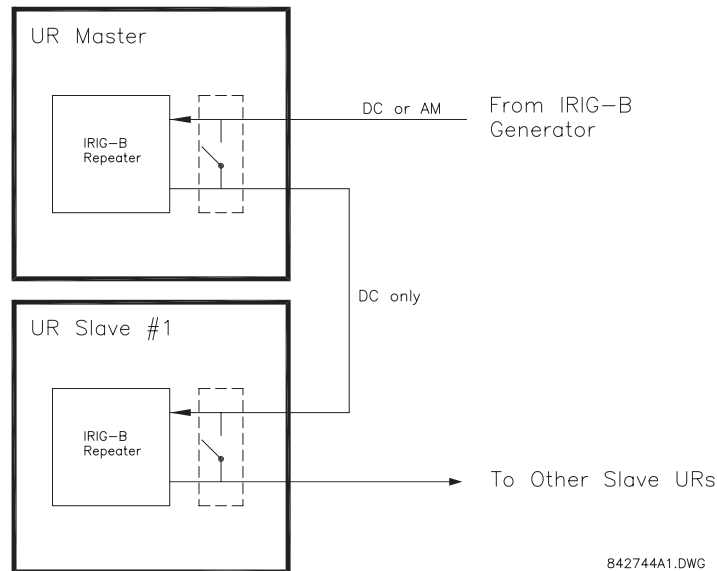 UR Master
IRIG-B
Repeater
DC or AM
From IRIG-B
Generator
DC only
UR Slave #1
IRIG-B
Repeater
To Other Slave URs
842744A1.DWG